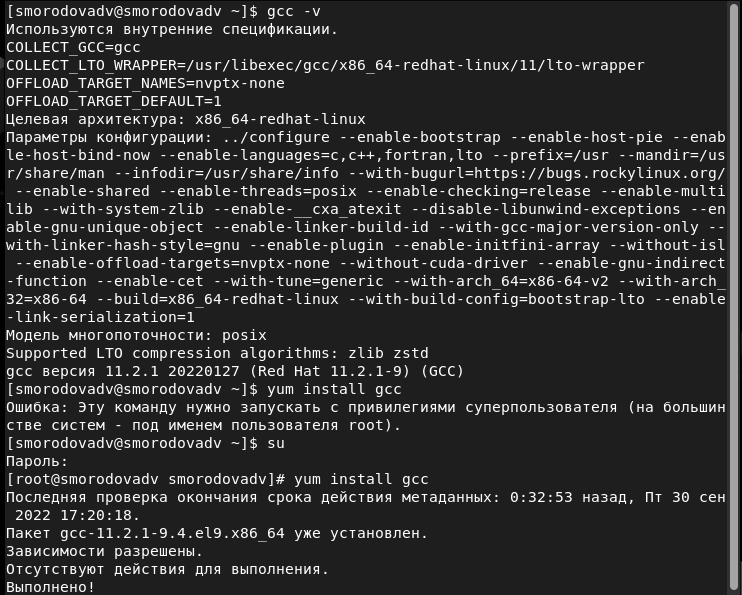 [smorodovadv@smorodovadv ~]$ gcc -v
Используются внутренние спецификации.
COLLECT_GCC=gcc
COLLECT_LTO_WRAPPER=/usr/libexec/gcc/x86_64-redhat-linux/11/lto-wrapper
OFFLOAD_TARGET_NAMES=nvptx-none
OFFLOAD_TARGET_DEFAULT=1
Целевая архитектура: x86_64-redhat-linux
Параметры конфигурации: ../configure --enable-bootstrap --enable-host-pie --enab
le-host-bind-now --enable-languages=c,c++,fortran,lto --prefix=/usr --mandir=/us
r/share/man --infodir=/usr/share/info --with-bugurl=https://bugs.rockylinux.org/
 --enable-shared --enable-threads=posix --enable-checking=release --enable-multi
lib --with-system-zlib --enable-__cxa_atexit --disable-libunwind-exceptions --en
able-gnu-unique-object --enable-linker-build-id --with-gcc-major-version-only --
with-linker-hash-style=gnu --enable-plugin --enable-initfini-array --without-isl
 --enable-offload-targets=nvptx-none --without-cuda-driver --enable-gnu-indirect
-function --enable-cet --with-tune=generic --with-arch_64=x86-64-v2 --with-arch_
32=x86-64 --build=x86_64-redhat-linux --with-build-config=bootstrap-lto --enable
-link-serialization=1
Модель многопоточности: posix
Supported LTO compression algorithms: zlib zstd
gcc версия 11.2.1 20220127 (Red Hat 11.2.1-9) (GCC)
[smorodovadv@smorodovadv ~]$ yum install gcc
Ошибка: Эту команду нужно запускать с привилегиями суперпользователя (на большин
стве систем - под именем пользователя root).
[smorodovadv@smorodovadv ~]$ su
Пароль:
[root@smorodovadv smorodovadv]# yum install gcc
Последняя проверка окончания срока действия метаданных: 0:32:53 назад, Пт 30 сен
 2022 17:20:18.
Пакет gcc-11.2.1-9.4.el9.x86_64 уже установлен.
Зависимости разрешены.
Отсутствуют действия для выполнения.
Выполнено!